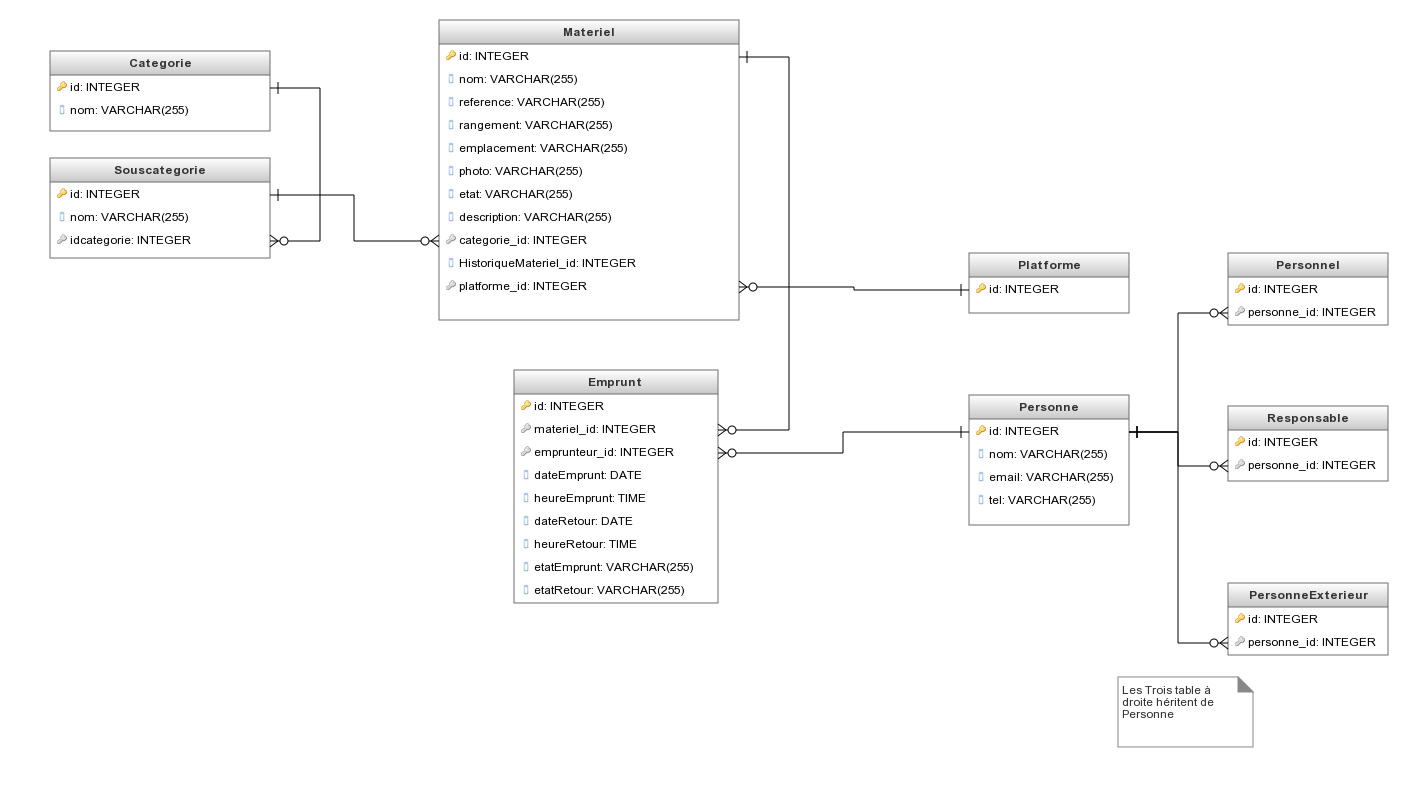 Categorie
id: INTEGER
nom: VARCHAR(255)
Souscategorie
id: INTEGER
nom: VARCHAR(255)
idcategorie: INTEGER
Materiel
id: INTEGER
nom: VARCHAR(255)
reference: VARCHAR(255)
rangement: VARCHAR(255)
emplacement: VARCHAR(255)
photo: VARCHAR(255)
etat: VARCHAR(255)
description: VARCHAR(255)
categorie_id: INTEGER
HistoriqueMateriel_id: INTEGER
platforme_id: INTEGER
Emprunt
id: INTEGER
materiel_id: INTEGER
emprunteur_id: INTEGER
dateEmprunt: DATE
heureEmprunt: TIME
dateRetour: DATE
heureRetour: TIME
etatEmprunt: VARCHAR(255)
etatRetour: VARCHAR(255)
Platforme
id: INTEGER
Personne
id: INTEGER
nom: VARCHAR(255)
email: VARCHAR(255)
tel: VARCHAR(255)
Personnel
id: INTEGER
personne_id: INTEGER
Responsable
id: INTEGER
personne_id: INTEGER
PersonneExterieur
id: INTEGER
personne_id: INTEGER
Les Trois table à
droite héritent de
Personne